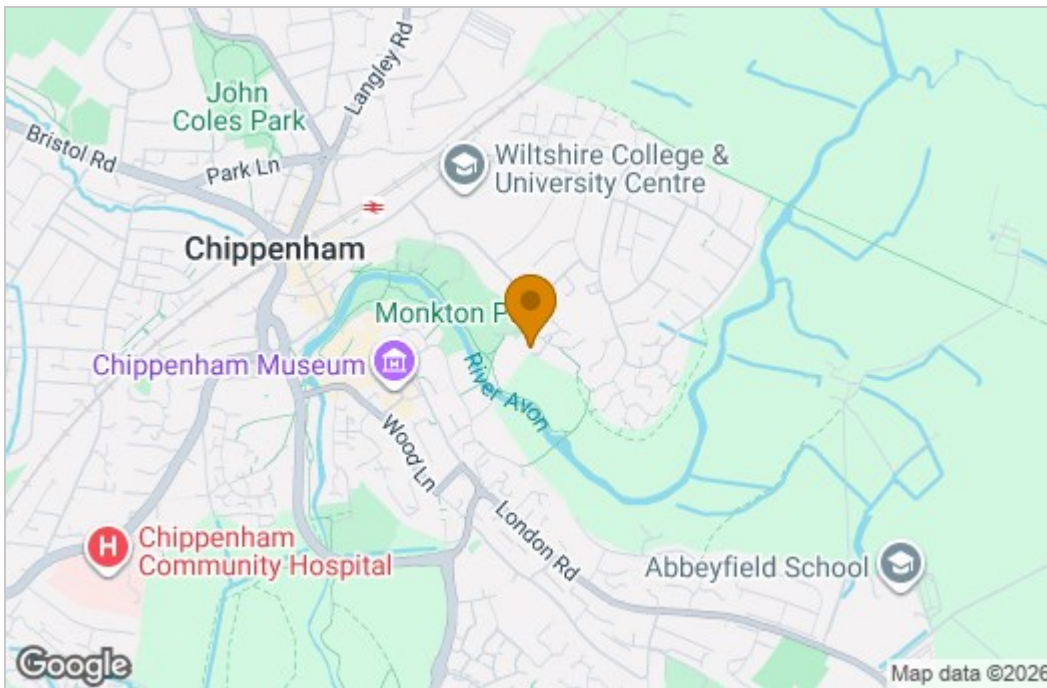 John
Coles Park
Langley Rd
Bristol Rd
Park Ln
Wiltshire College &
University Centre
Chippenham
Monkton P
Chippenham Museum
River Avon
Wood Ln
London Rd
Chippenham
Community Hospital
Abbeyfield School
Google
Map data ©2026